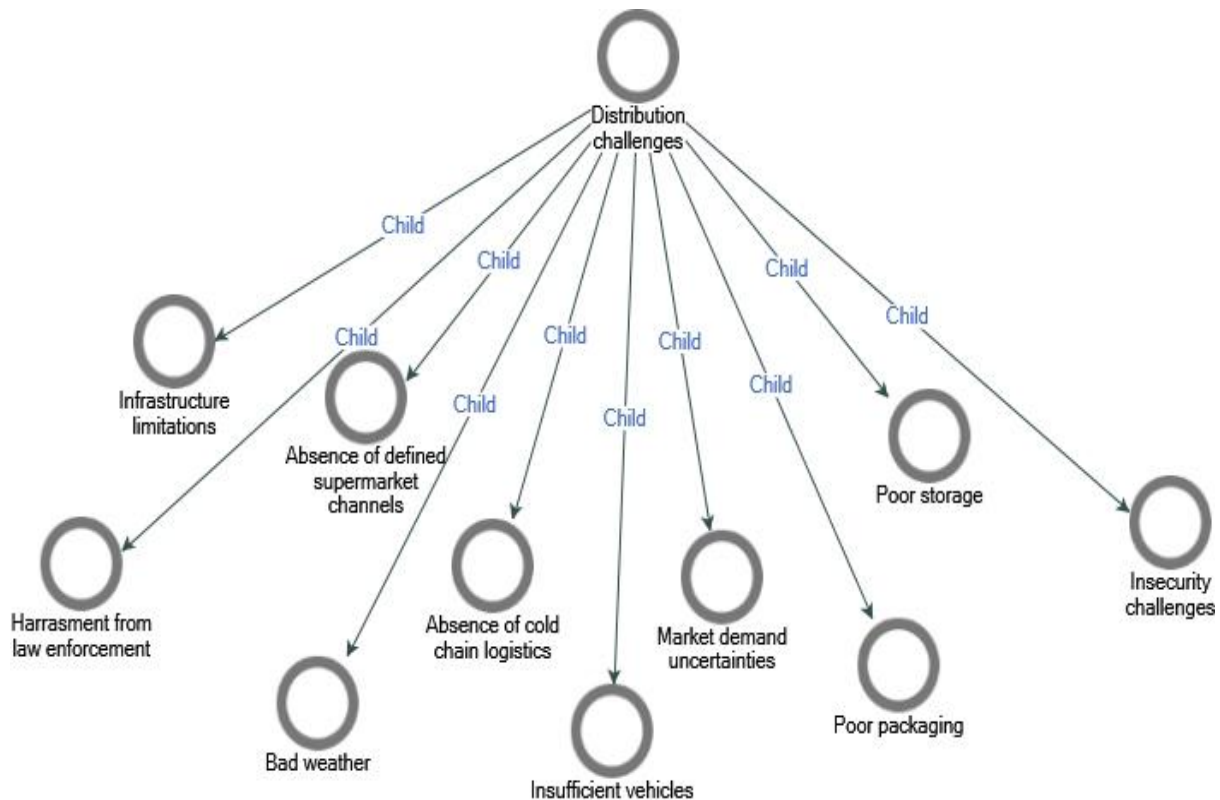 Distribution
challenges
Child
Child
Child
Child
Child
Child
Child
Child
Child
Child
Infrastructure
limitations
Absence of defined
supermarket
channels
Poor storage
Harrasment from
law enforcement
Absence of cold
chain logistics
Market demand
uncertainties
Insecurity
challenges
Bad weather
Insufficient vehicles
Poor packaging